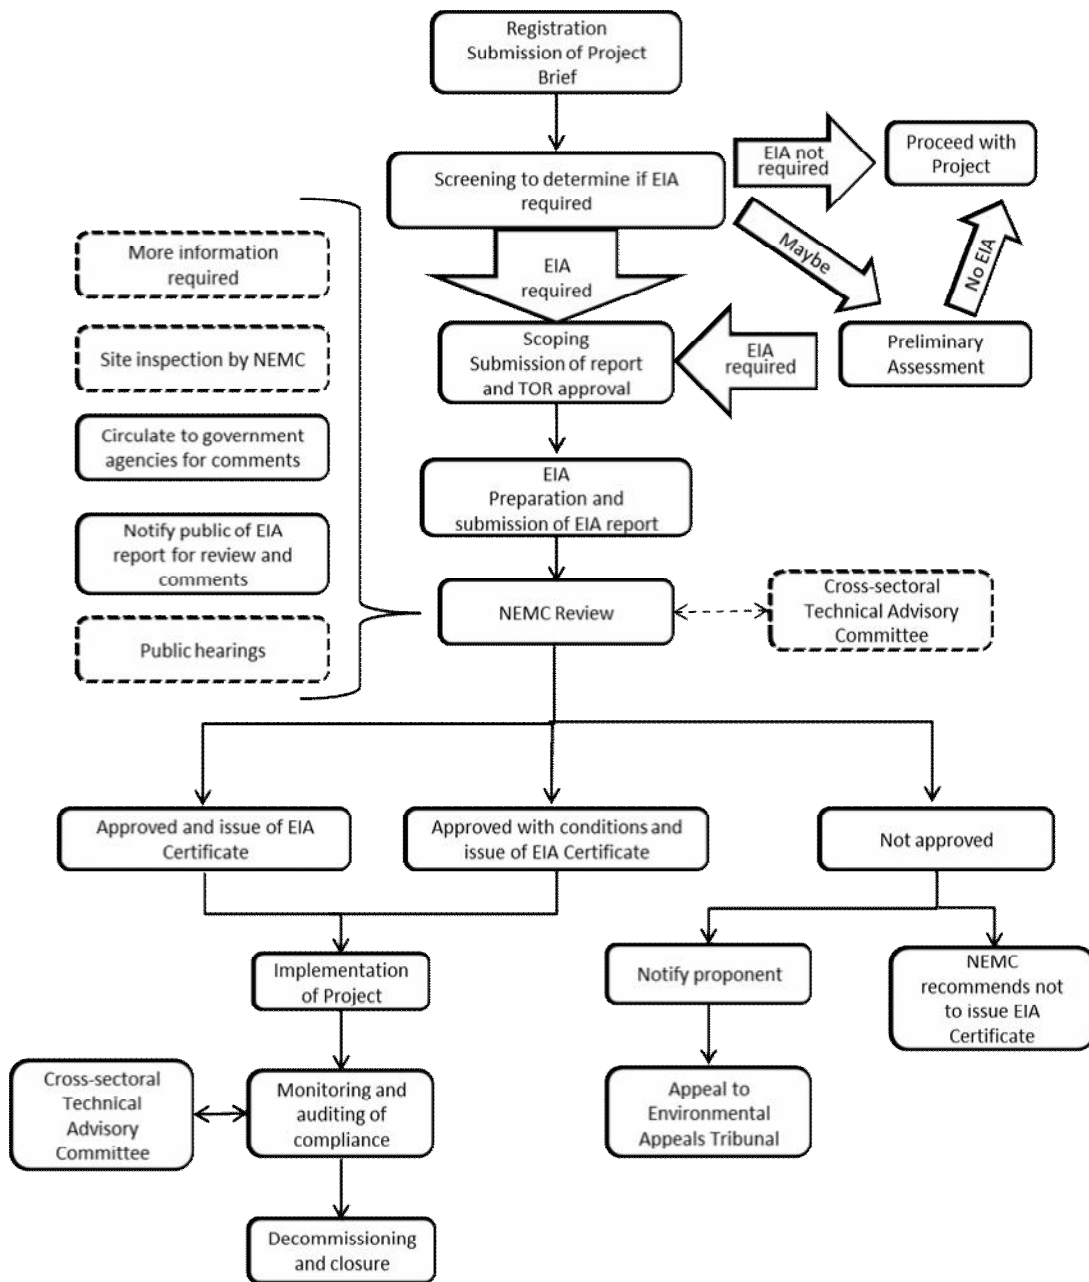 Registration
Submission of Project
Brief
Screening to determine if EIA
required
EIA not
required
Proceed with
Project
Maybe
No EIA
EIA
required
Preliminary
Assessment
EIA
required
Scoping
Submission of report
and TOR approval
EIA
Preparation and
submission of EIA report
More information
required
Site inspection by NEMC
Circulate to government
agencies for comments
Notify public of EIA
report for review and
comments
Public hearings
NEMC Review
Cross-sectoral
Technical Advisory
Committee
Approved and issue of EIA
Certificate
Approved with conditions and
issue of EIA Certificate
Not approved
Implementation
of Project
Notify proponent
NEMC
recommends not
to issue EIA
Certificate
Cross-sectoral
Technical
Advisory
Committee
Monitoring and
auditing of
compliance
Appeal to
Environmental
Appeals Tribunal
Decommissioning
and closure